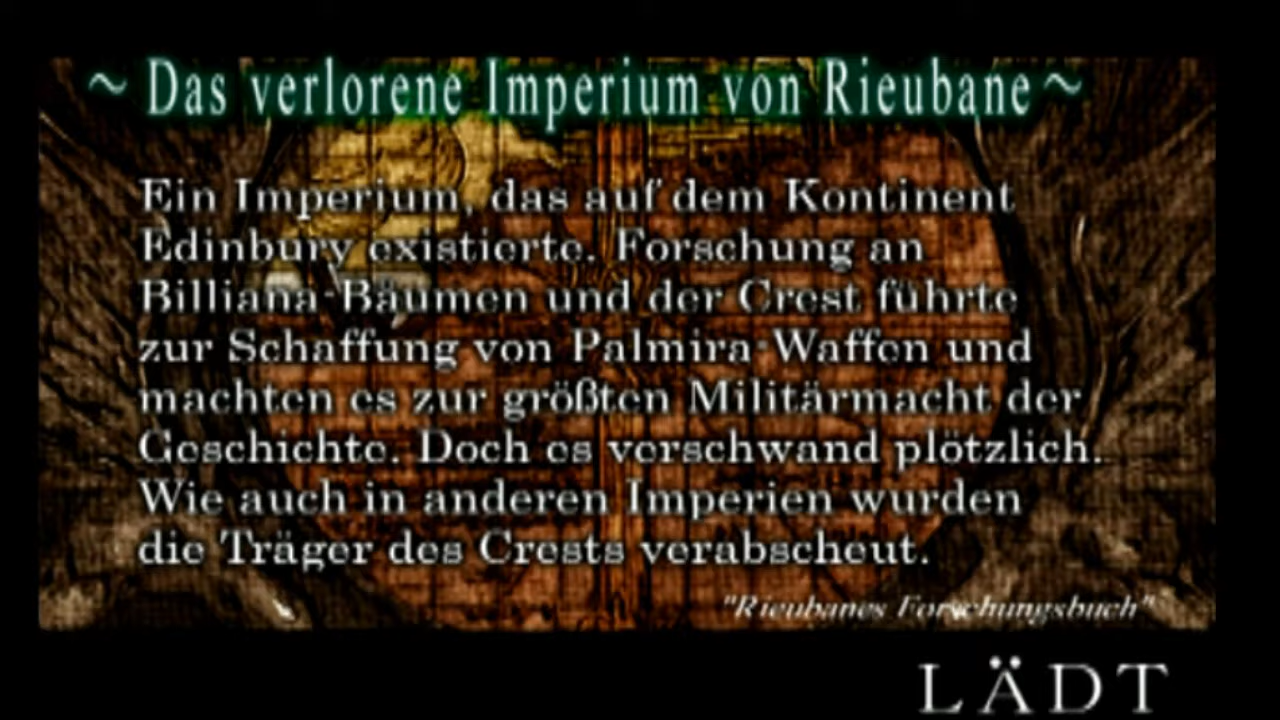 ~ Das verlorene Imperium von Rieubane ~
Ein Imperium, das auf dem Kontinent
Edinbury existierte. Forschung an
Billiana-Bäumen und der Crest führte
zur Schaffung von Palmira-Waffen und
machten es zur größten Militärmacht der
Geschichte. Doch es verschwand plötzlich.
Wie auch in anderen Imperien wurden
die Träger des Crests verabscheut.
"Rieubanes Forschungsbuch"
LÄDT